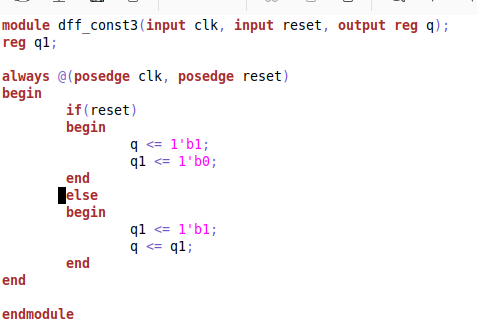 module dff_const3(input clk, input reset, output reg q);
reg q1;
always @(posedge clk, posedge reset)
begin
if(reset)
begin
q <= 1'b1;
q1 <= 1'b0;
end
else
begin
q1 <= 1'b1;
q <= q1;
end
end
endmodule